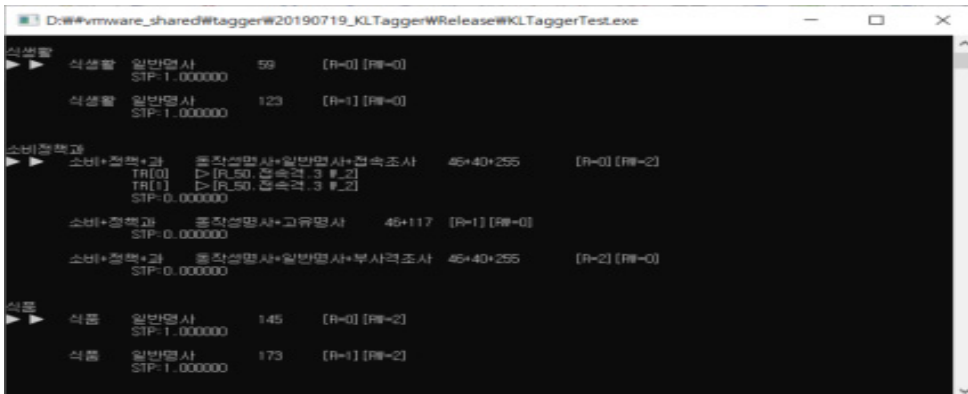 D:₩#vmware_shared₩tagger₩20190719_KLTagger₩Release₩KLTaggerTest.exe
식생활
▶ ▶ 식생활 일반명사 59 [R=0][RW=0]
STP:1.000000
식생활 일반명사 123 [R=1][RW=0]
STP:1.000000
소비정책과
▶ ▶ 소비+정책+과 동작성명사+일반명사+접속조사 46+40+255 [R=0][RW=2]
TR[0] ▷[R_50.접속격.3 #_2]
TR[1] ▷[R_50.접속격.3 #_2]
STP:0.000000
소비+정책과 동작성명사+고유명사 46+117 [R=1][RW=0]
STP:0.000000
소비+정책+과 동작성명사+일반명사+부사격조사 46+40+255 [R=2][RW=0]
STP:0.000000
식품
▶ ▶ 식품 일반명사 145 [R=0][RW=2]
STP:1.000000
식품 일반명사 173 [R=1][RW=2]
STP:1.000000